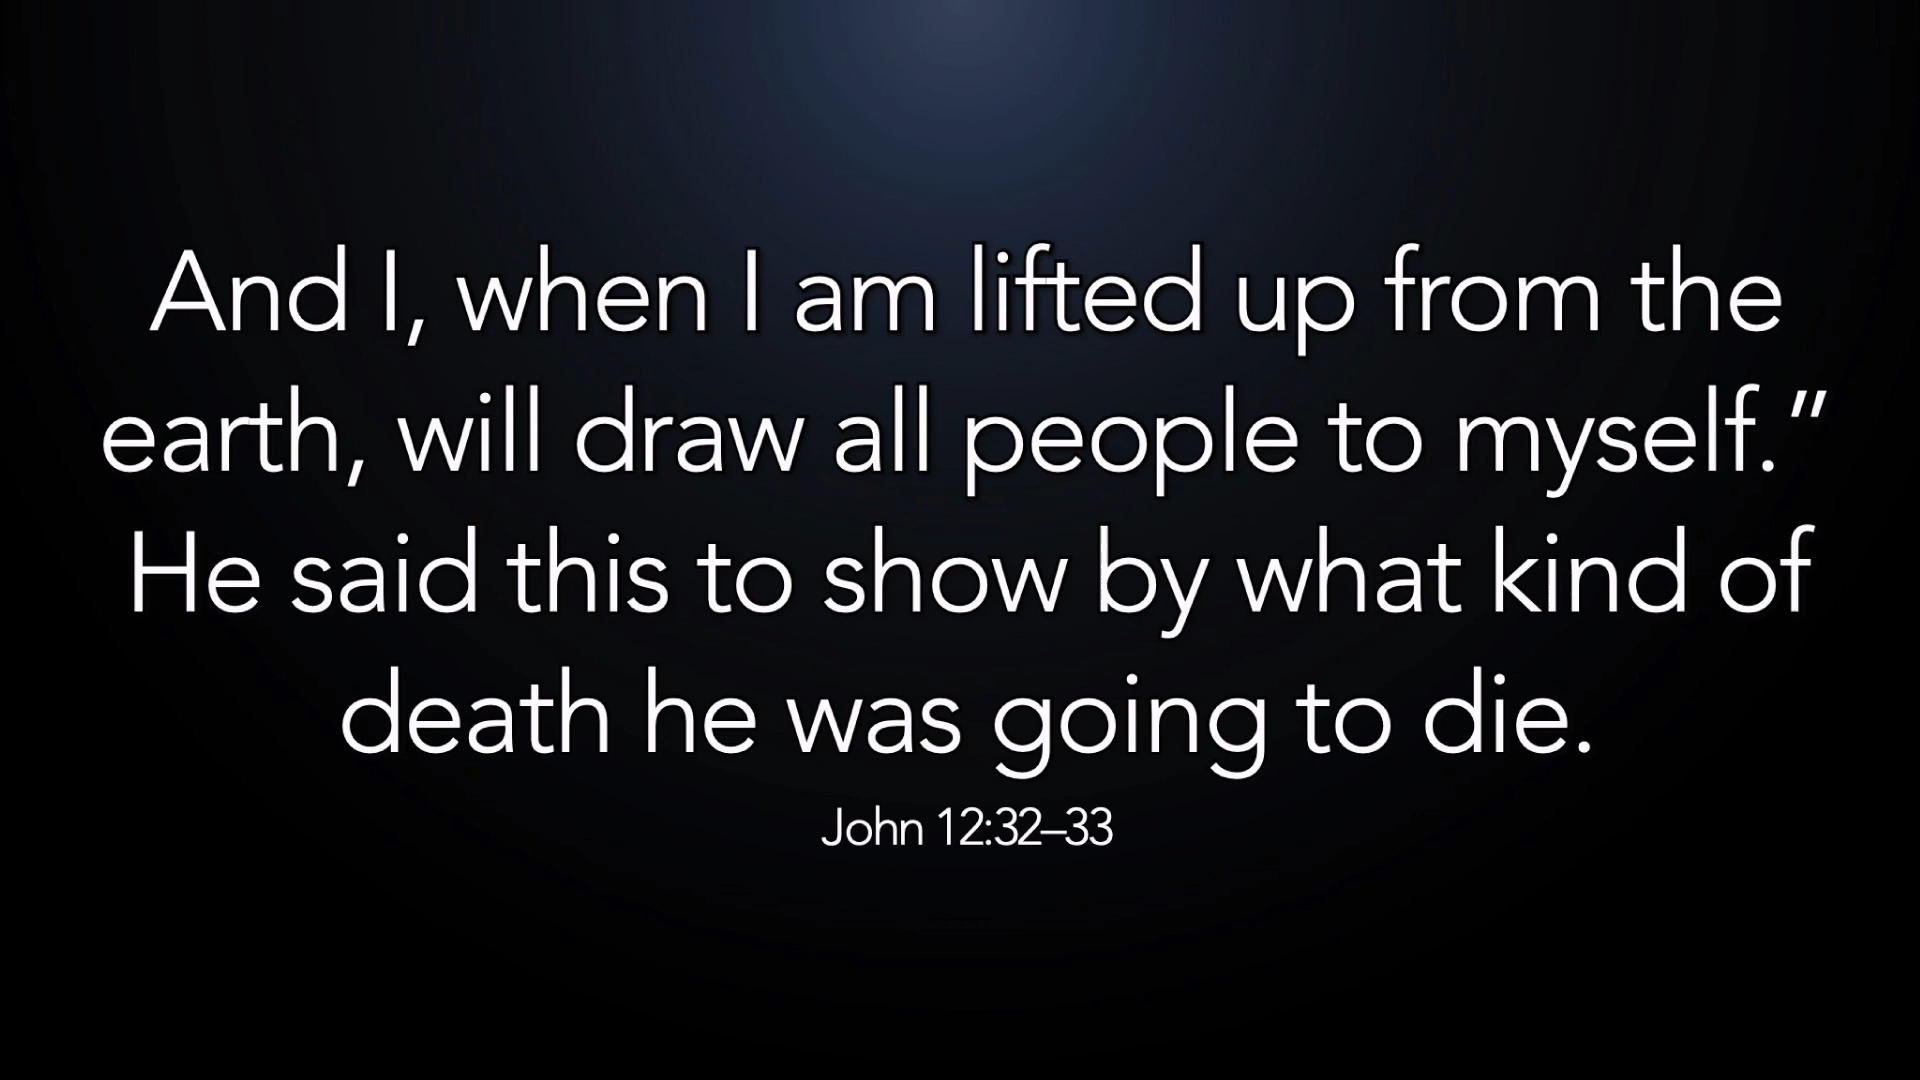 And I, when I am lifted up from the
earth, will draw all people to myself.”
He said this to show by what kind of
death he was going to die.
John 12:32–33